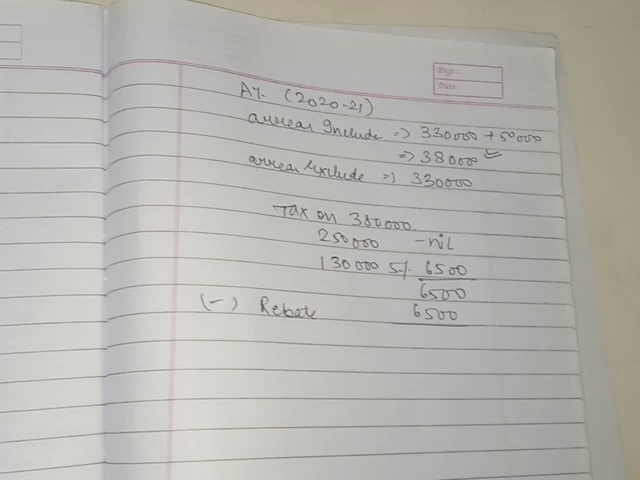 Page:
Date:
AY. (2020-21)
arrear Include => 330000 + 50000
=> 38000
arrear Exclude => 330000
Tax on 380000
250000 - nil
130000 5% 6500
6500
(-) Rebate 6500